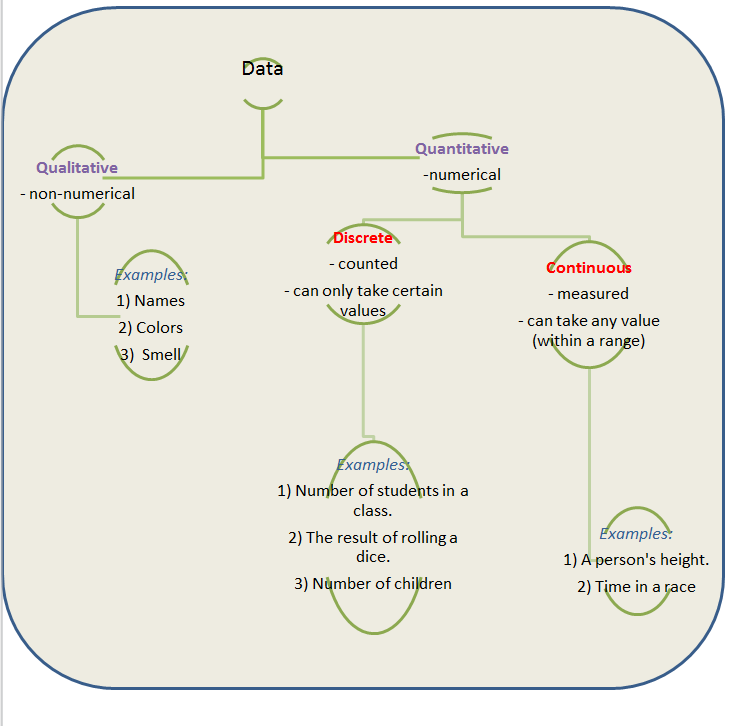 Data
Qualitative
- non-numerical
Examples:
1) Names
2) Colors
3)  Smell
Quantitative
-numerical
Discrete
- counted
- can only take certain
values
Examples:
1) Number of students in a
class.
2) The result of rolling a
dice.
3) Number of children
Continuous
- measured
- can take any value
(within a range)
Examples:
1) A person's height.
2) Time in a race